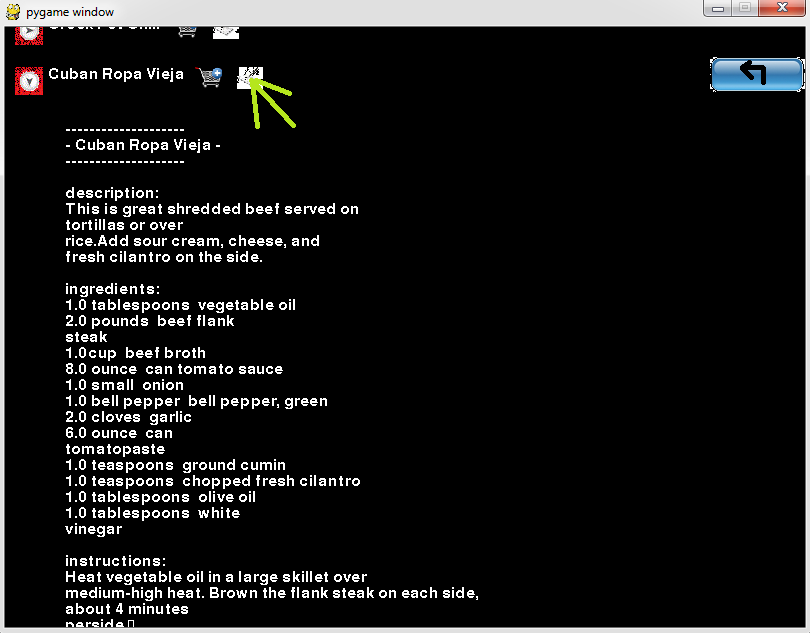 pygame window
Cuban Ropa Vieja
--------------------
- Cuban Ropa Vieja -
--------------------
description:
This is great shredded beef served on
tortillas or over
rice.Add sour cream, cheese, and
fresh cilantro on the side.
ingredients:
1.0 tablespoons  vegetable oil
2.0 pounds  beef flank
steak
1.0cup  beef broth
8.0 ounce  can tomato sauce
1.0 small  onion
1.0 bell pepper  bell pepper, green
2.0 cloves  garlic
6.0 ounce  can
tomatopaste
1.0 teaspoons  ground cumin
1.0 teaspoons  chopped fresh cilantro
1.0 tablespoons  olive oil
1.0 tablespoons  white
vinegar
instructions:
Heat vegetable oil in a large skillet over
medium-high heat. Brown the flank steak on each side,
about 4 minutes
perside